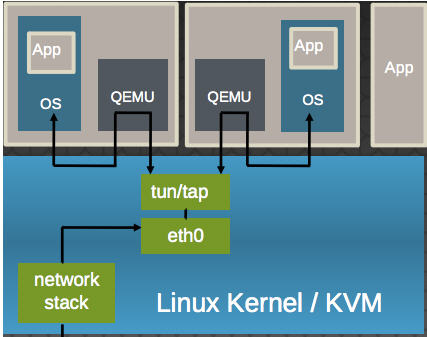 App
OS
QEMU
QEMU
App
OS
App
tun/tap
eth0
network
stack
Linux Kernel / KVM